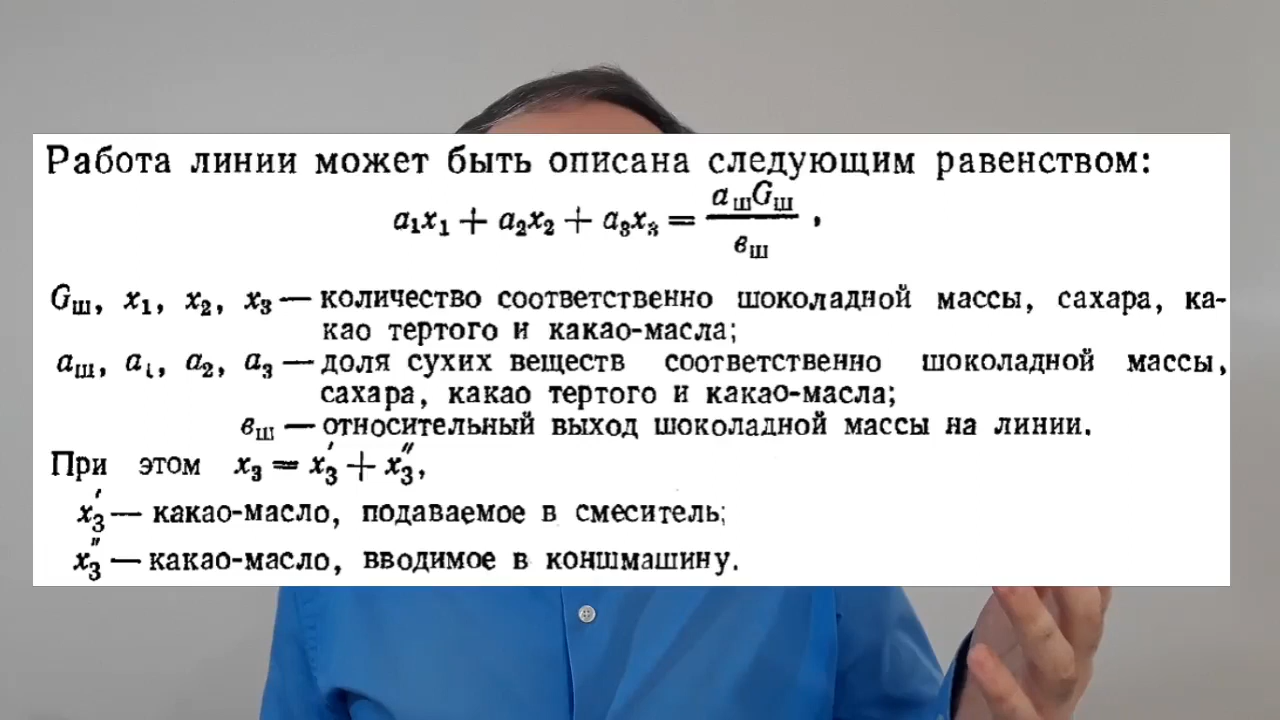 Работа линии может быть описана следующим равенством:
a₁x₁ + a₂x₂ + a₃x₃ = aшGш / вш ,
Gш, x₁, x₂, x₃ — количество соответственно шоколадной массы, сахара, ка-
као тертого и какао-масла;
aш, a₁, a₂, a₃ — доля сухих веществ соответственно шоколадной массы,
сахара, какао тертого и какао-масла;
вш — относительный выход шоколадной массы на линии.
При этом x₃ = x₃′ + x₃″,
x₃′ — какао-масло, подаваемое в смеситель;
x₃″ — какао-масло, вводимое в коншмашину.